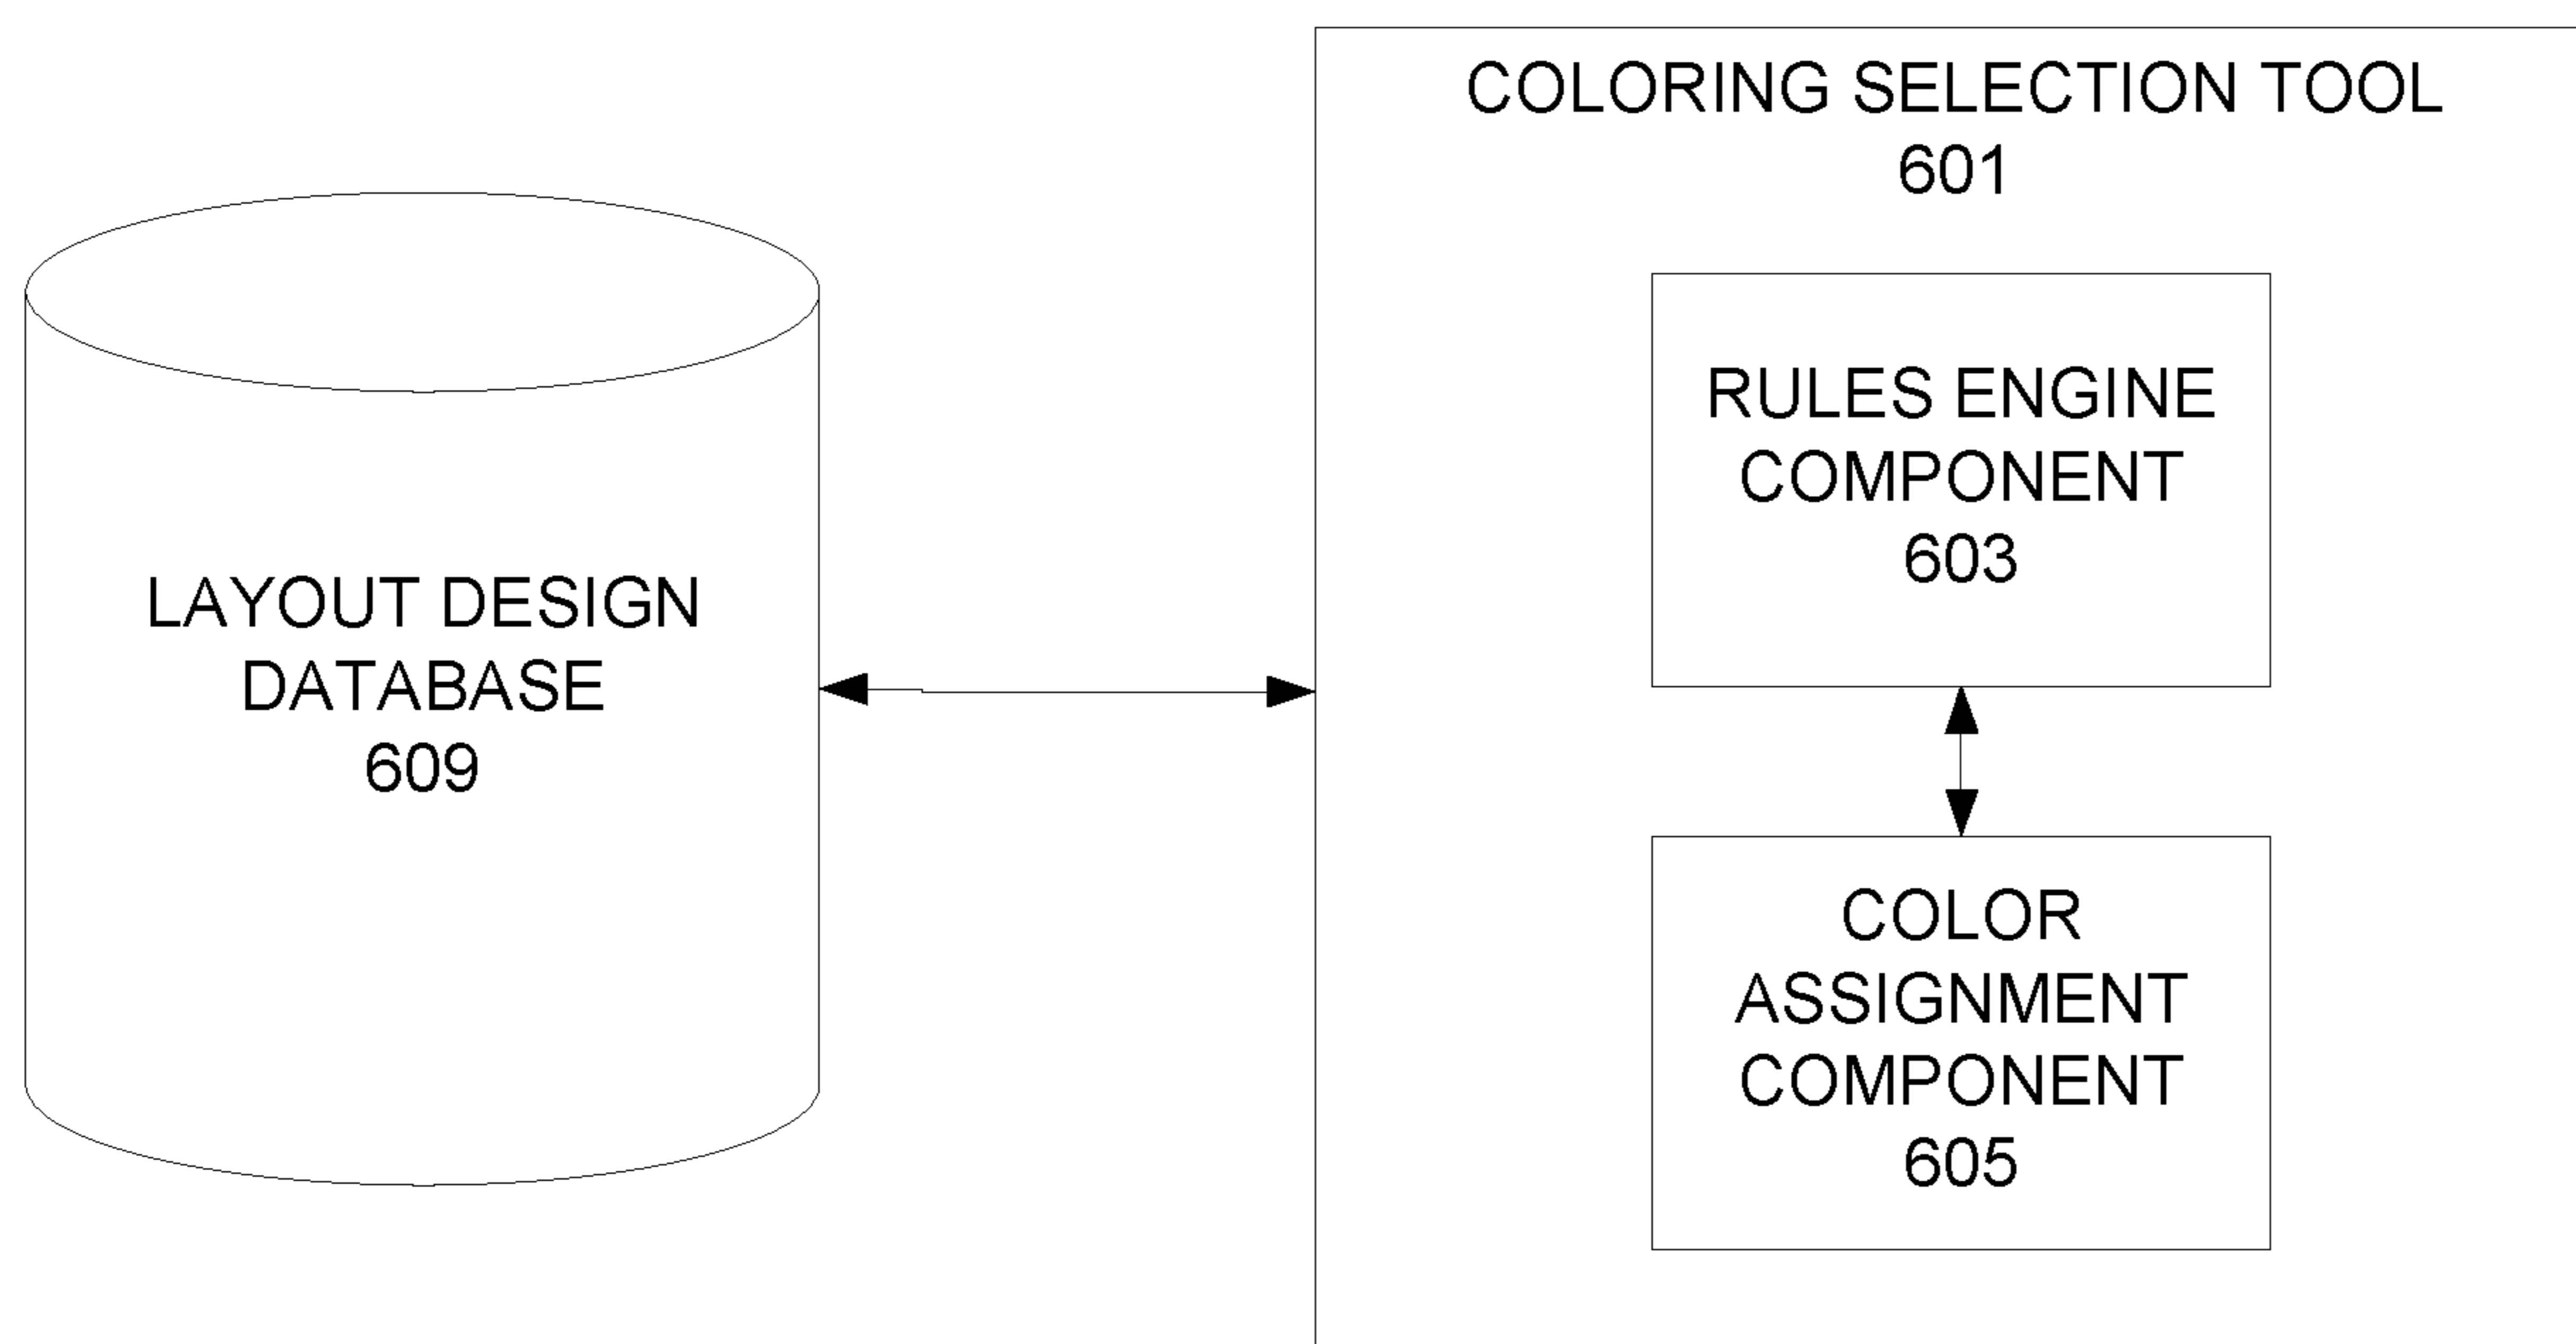 COLORING SELECTION TOOL
601
RULES ENGINE
COMPONENT
603
LAYOUT DESIGN
DATABASE
609
COLOR
ASSIGNMENT
COMPONENT
605